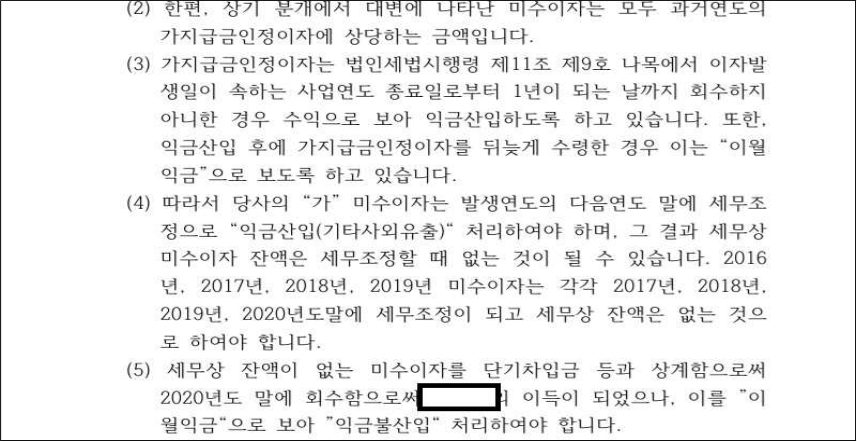 (2) 한편, 상기 분개에서 대변에 나타난 미수이자는 모두 과거연도의
가지급금인정이자에 상당하는 금액입니다.
(3) 가지급금인정이자는 법인세법시행령 제11조 제9호 나목에서 이자발
생일이 속하는 사업연도 종료일로부터 1년이 되는 날까지 회수하지
아니한 경우 수익으로 보아 익금산입하도록 하고 있습니다. 또한,
익금산입 후에 가지급금인정이자를 뒤늦게 수령한 경우 이는 “이월
익금”으로 보도록 하고 있습니다.
(4) 따라서 당사의 “가” 미수이자는 발생연도의 다음연도 말에 세무조
정으로 “익금산입(기타사외유출)“ 처리하여야 하며, 그 결과 세무상
미수이자 잔액은 세무조정할 때 없는 것이 될 수 있습니다. 2016
년, 2017년, 2018년, 2019년 미수이자는 각각 2017년, 2018년,
2019년, 2020년도말에 세무조정이 되고 세무상 잔액은 없는 것으
로 하여야 합니다.
(5) 세무상 잔액이 없는 미수이자를 단기차입금 등과 상계함으로써
2020년도 말에 회수함으로써 이득이 되었으나, 이를 ”이
월익금“으로 보아 ”익금불산입“ 처리하여야 합니다.